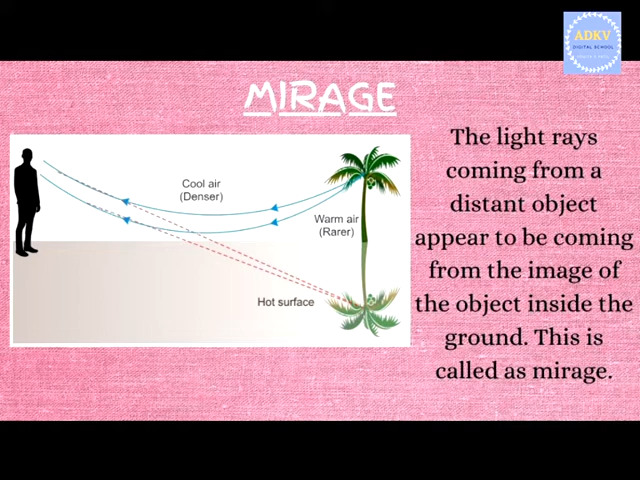 ADKV
DIGITAL SCHOOL
MIRAGE
Cool air
(Denser)
Warm air
(Rarer)
Hot surface
The light rays
coming from a
distant object
appear to be coming
from the image of
the object inside the
ground. This is
called as mirage.